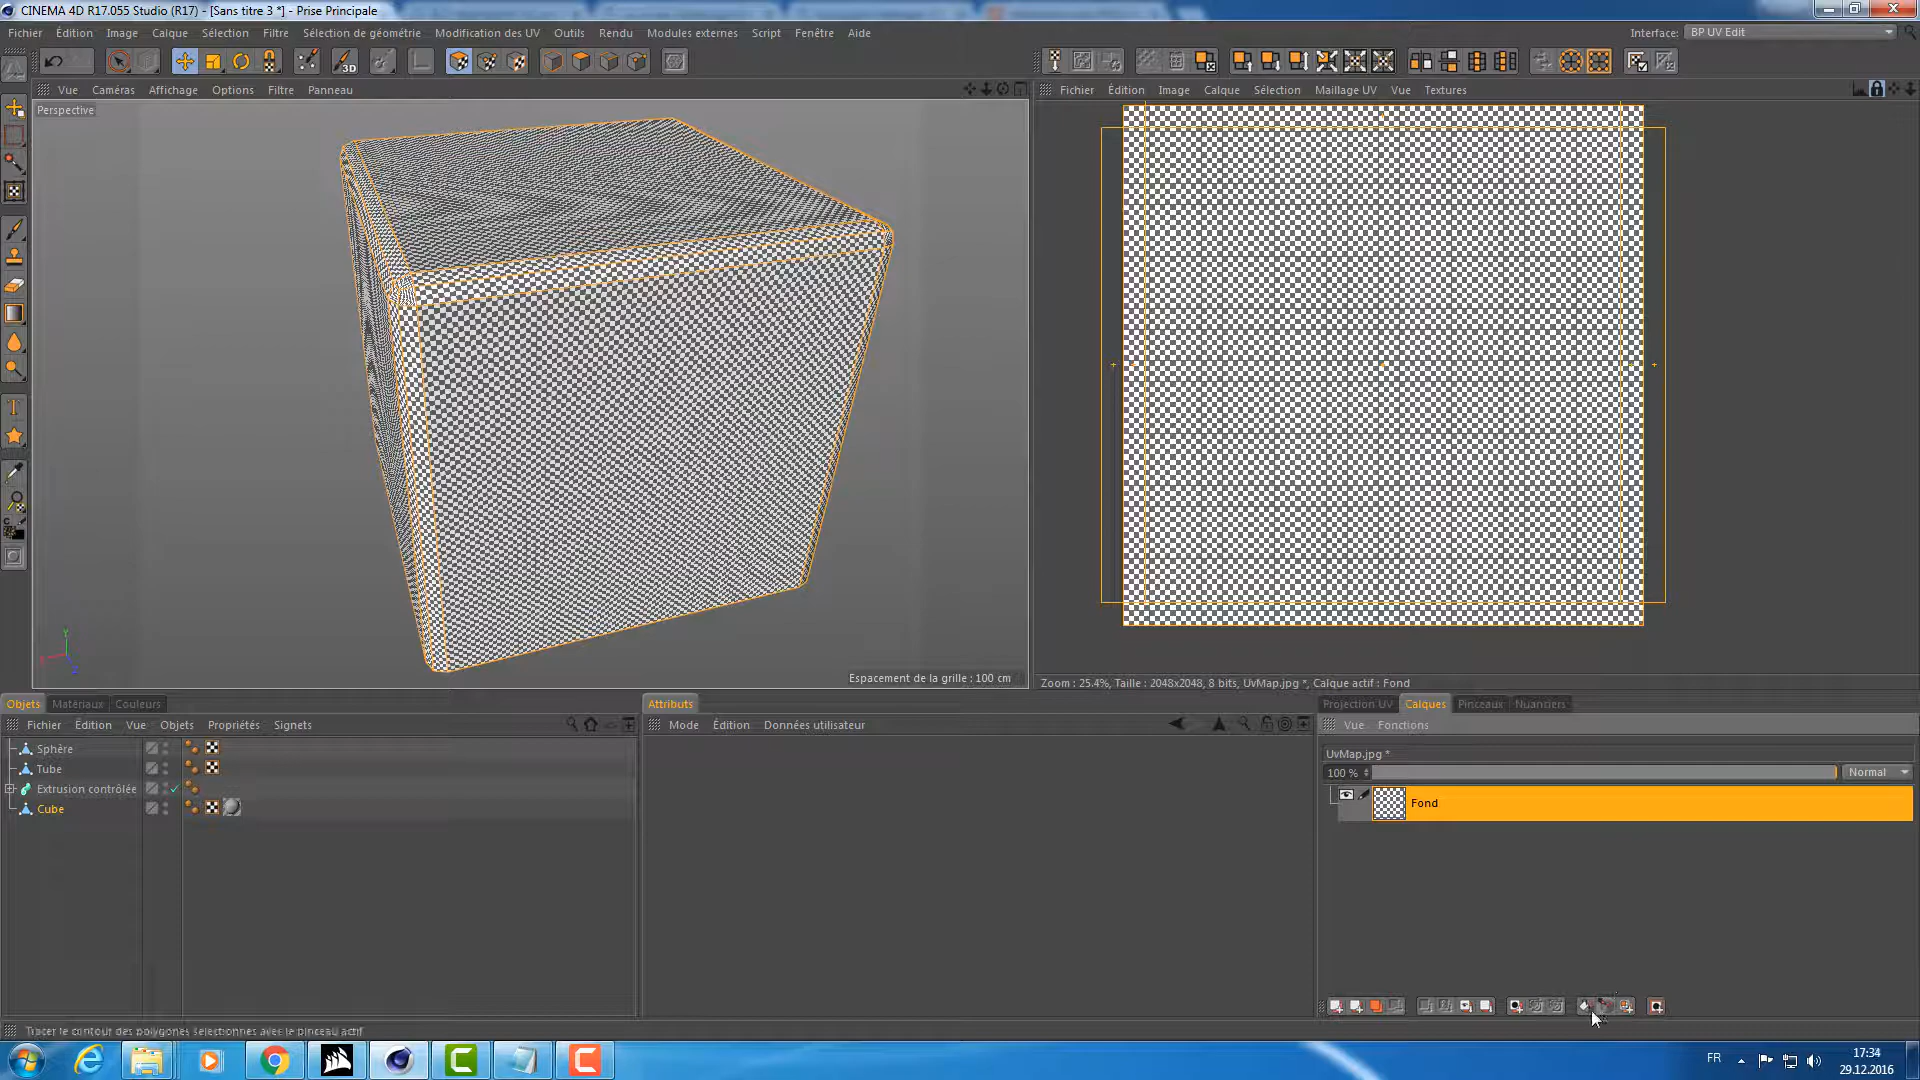 CINEMA 4D R17.055 Studio (R17) - [Sans titre 3 *] - Prise Principale
Fichier Édition Image Calque Sélection Filtre Sélection de géométrie Modification des UV Outils Rendu Modules externes Script Fenêtre Aide Interface: BP UV Edit
3D
Vue Caméras Affichage Options Filtre Panneau
Fichier Édition Image Calque Sélection Maillage UV Vue Textures
Perspective
Y
Espacement de la grille : 100 cm
Zoom : 25.4%, Taille : 2048x2048, 8 bits, UvMap.jpg *, Calque actif : Fond
Objets Matériaux Couleurs
Attributs
Projection UV Calques Pinceaux Nuanciers
Fichier Édition Vue Objets Propriétés Signets
Mode Édition Données utilisateur
Vue Fonctions
Sphère
Tube
Extrusion contrôlée
Cube
UvMap.jpg *
100 % Normal
Fond
Tracer le contour des polygones sélectionnés avec le pinceau actif
FR
17:34
29.12.2016